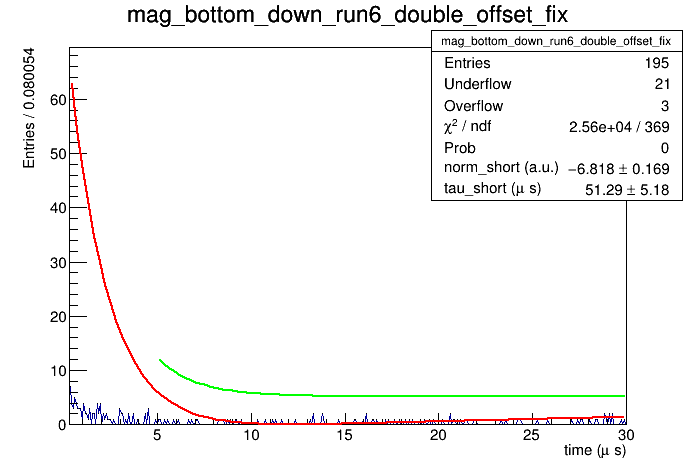 mag_bottom_down_run6_double_offset_fix
mag_bottom_down_run6_double_offset_fix
Entries 195
Underflow 21
Overflow 3
χ² / ndf 2.56e+04 / 369
Prob 0
norm_short (a.u.) −6.818 ± 0.169
tau_short (μ s) 51.29 ± 5.18
Entries / 0.080054
60
50
40
30
20
10
0
5 10 15 20 25 30
time (μ s)